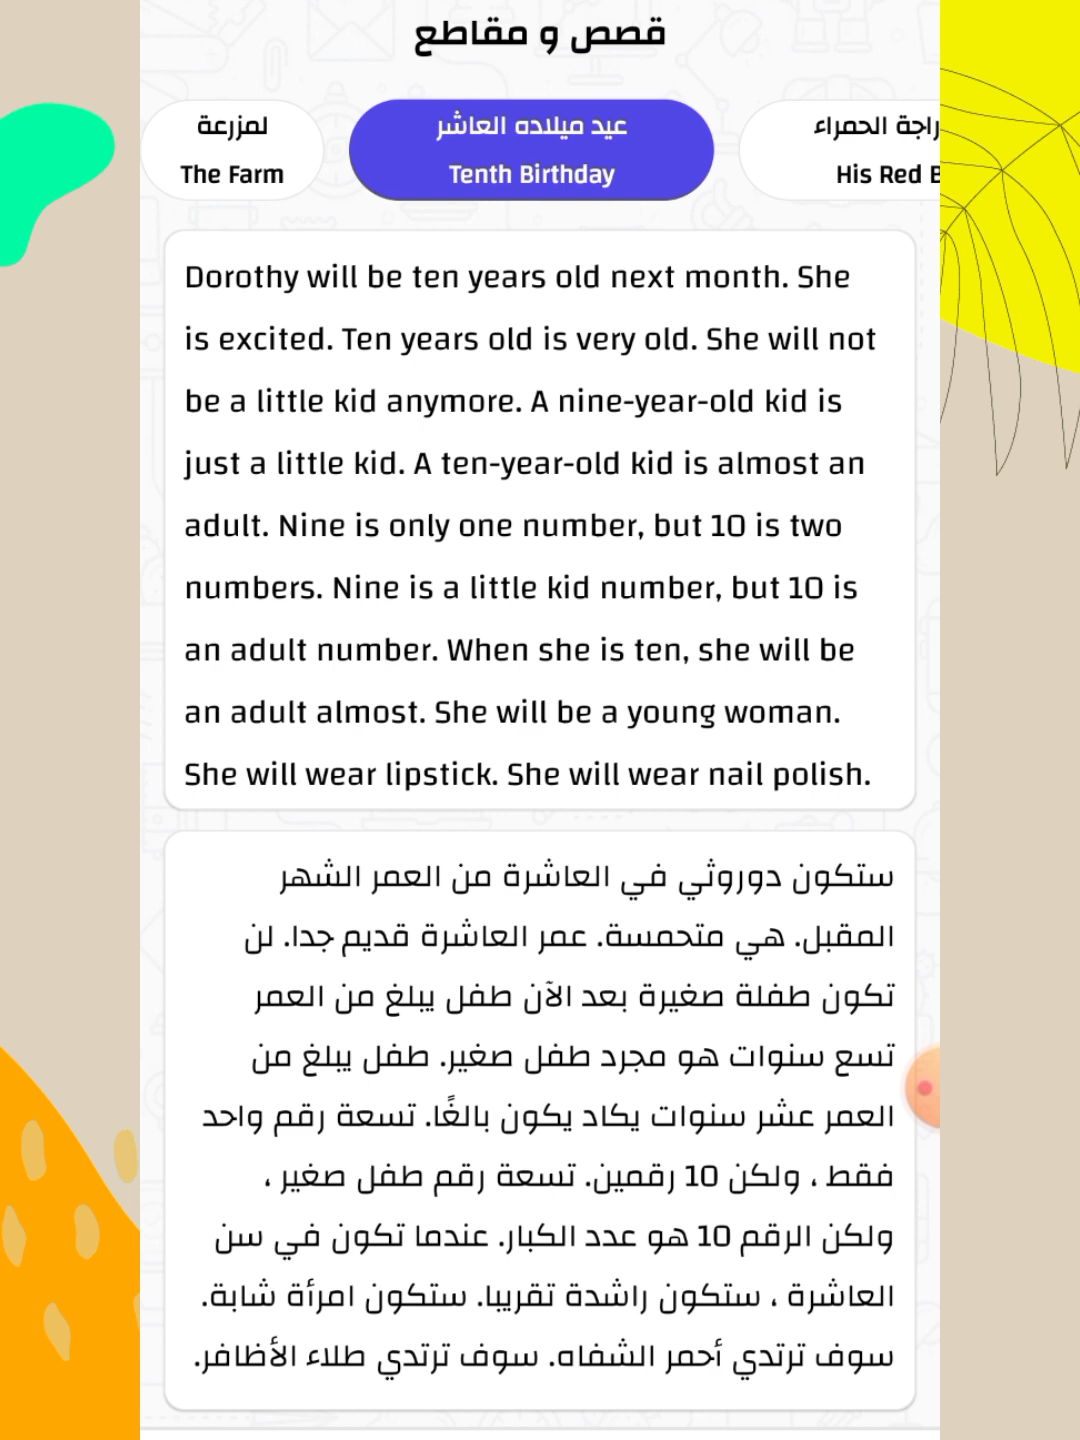 قصص و مقاطع
لمزرعة
The Farm
عيد ميلاده العاشر
Tenth Birthday
راجة الحمراء
His Red B
Dorothy will be ten years old next month. She
is excited. Ten years old is very old. She will not
be a little kid anymore. A nine-year-old kid is
just a little kid. A ten-year-old kid is almost an
adult. Nine is only one number, but 10 is two
numbers. Nine is a little kid number, but 10 is
an adult number. When she is ten, she will be
an adult almost. She will be a young woman.
She will wear lipstick. She will wear nail polish.
ستكون دوروثي في العاشرة من العمر الشهر
المقبل. هي متحمسة. عمر العاشرة قديم جدا. لن
تكون طفلة صغيرة بعد الآن طفل يبلغ من العمر
تسع سنوات هو مجرد طفل صغير. طفل يبلغ من
العمر عشر سنوات يكاد يكون بالغًا. تسعة رقم واحد
فقط ، ولكن 10 رقمين. تسعة رقم طفل صغير ،
ولكن الرقم 10 هو عدد الكبار. عندما تكون في سن
العاشرة ، ستكون راشدة تقريبا. ستكون امرأة شابة.
سوف ترتدي أحمر الشفاه. سوف ترتدي طلاء الأظافر.